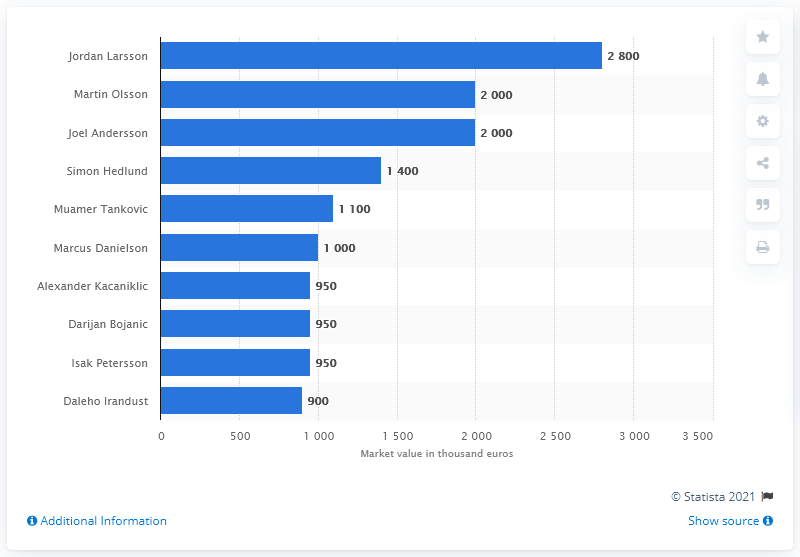 Jordan Larsson 2 800
Martin Olsson 2 000
Joel Andersson 2 000
Simon Hedlund 1 400
Muamer Tankovic 1 100
Marcus Danielson 1 000
Alexander Kacaniklic 950
Darijan Bojanic 950
Isak Petersson 950
Daleho Irandust 900
0 500 1 000 1 500 2 000 2 500 3 000 3 500
Market value in thousand euros
© Statista 2021
Additional Information Show source